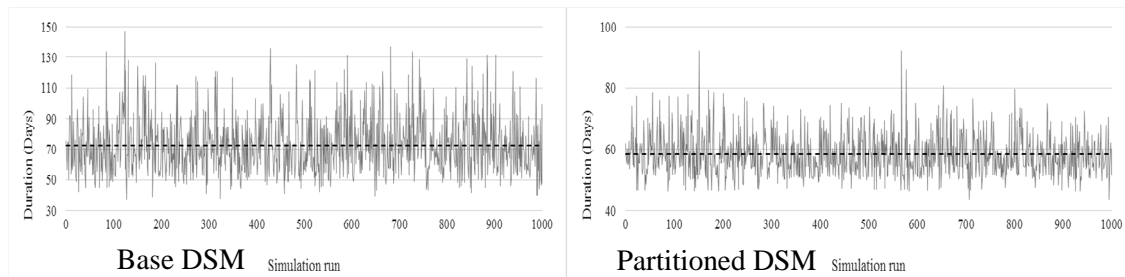 150
130
110
90
70
50
30
Duration (Days)
0 100 200 300 400 500 600 700 800 900 1000
Base DSM Simulation run
100
80
60
40
Duration (Days)
0 100 200 300 400 500 600 700 800 900 1000
Partitioned DSM Simulation run